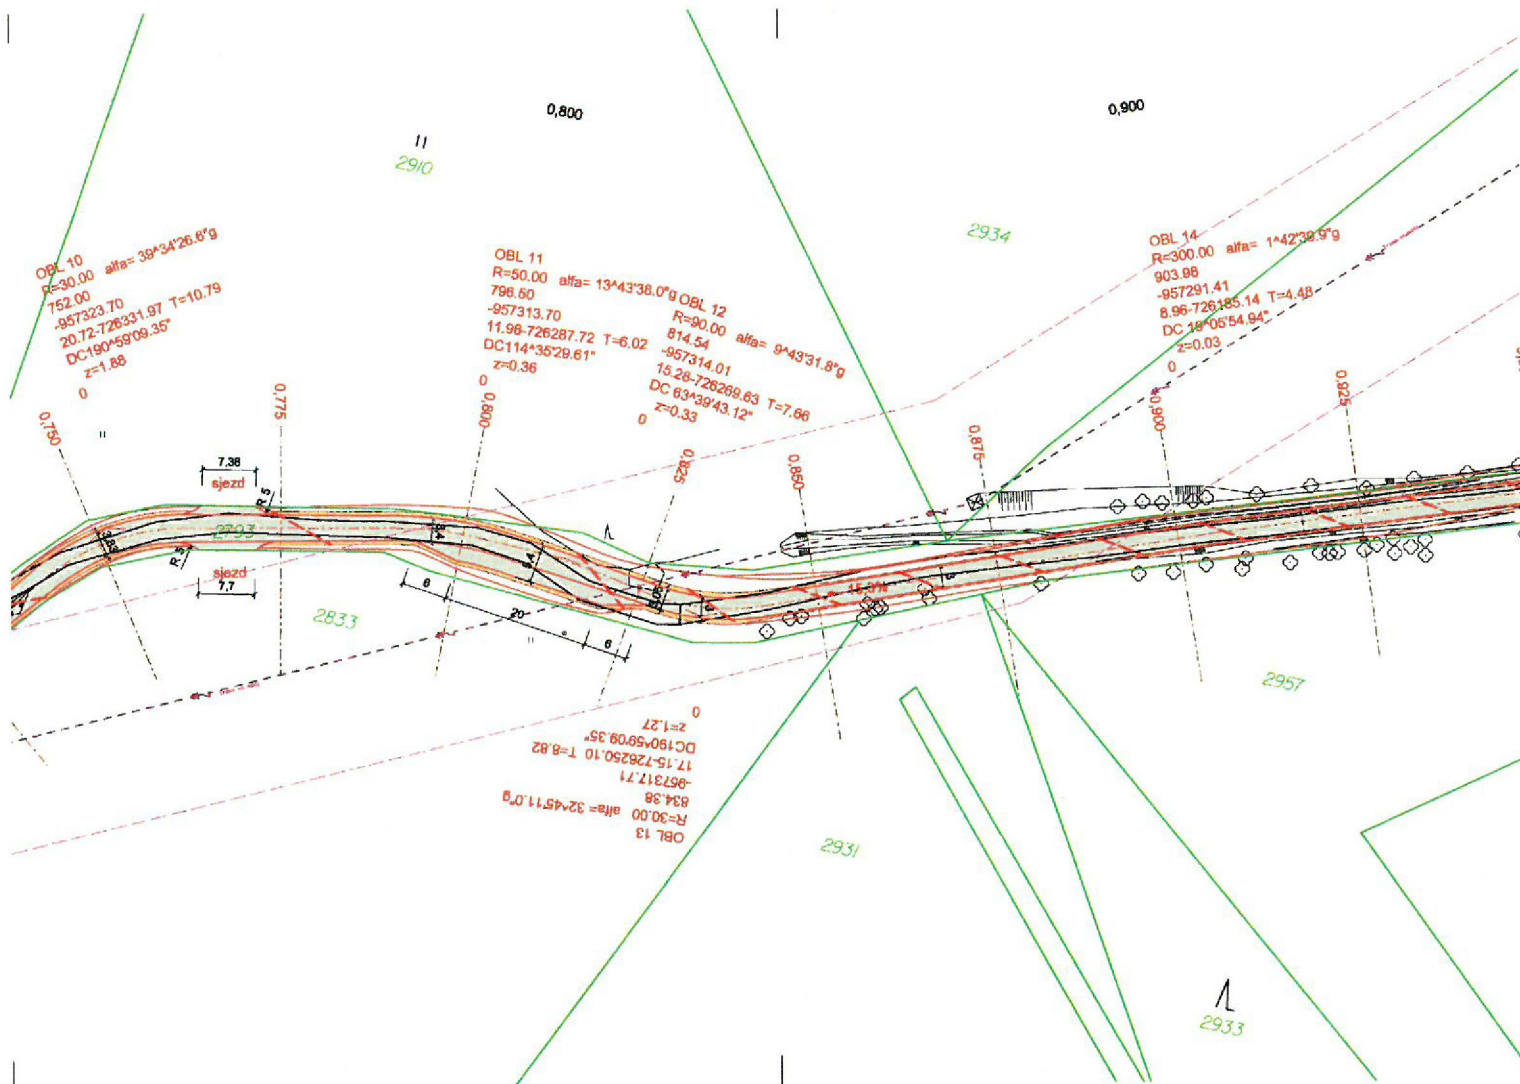 0,800
0,900
2910
2934
OBL 10
R=30.00 alfa= 39^34'26.6"g
752.00
-957323.70
20.72-726331.97 T=10.79
DC190^59'09.35"
z=1.88
0
OBL 11
R=50.00 alfa= 13^43'38.0"g
796.50
-957313.70
11.98-726287.72 T=6.02
DC114^35'29.61"
z=0.36
0
OBL 12
R=90.00 alfa= 9^43'31.8"g
814.54
-957314.01
15.28-726269.63 T=7.66
DC 63^39'43.12"
z=0.33
0
OBL 14
R=300.00 alfa= 1^42'39.9"g
903.98
-957291.41
8.96-726185.14 T=4.48
DC 19^05'54.94"
z=0.03
0
0,750
0,775
0,800
0,825
0,850
0,875
0,900
0,925
7,38
sjezd
R 5
2793
R 5
sjezd
7,7
2833
6
20
6
2957
OBL 13
R=30.00 alfa= 32^45'11.0"g
834.38
-957317.71
17.15-726250.10 T=8.82
DC190^59'09.35"
z=1.27
0
2931
2933